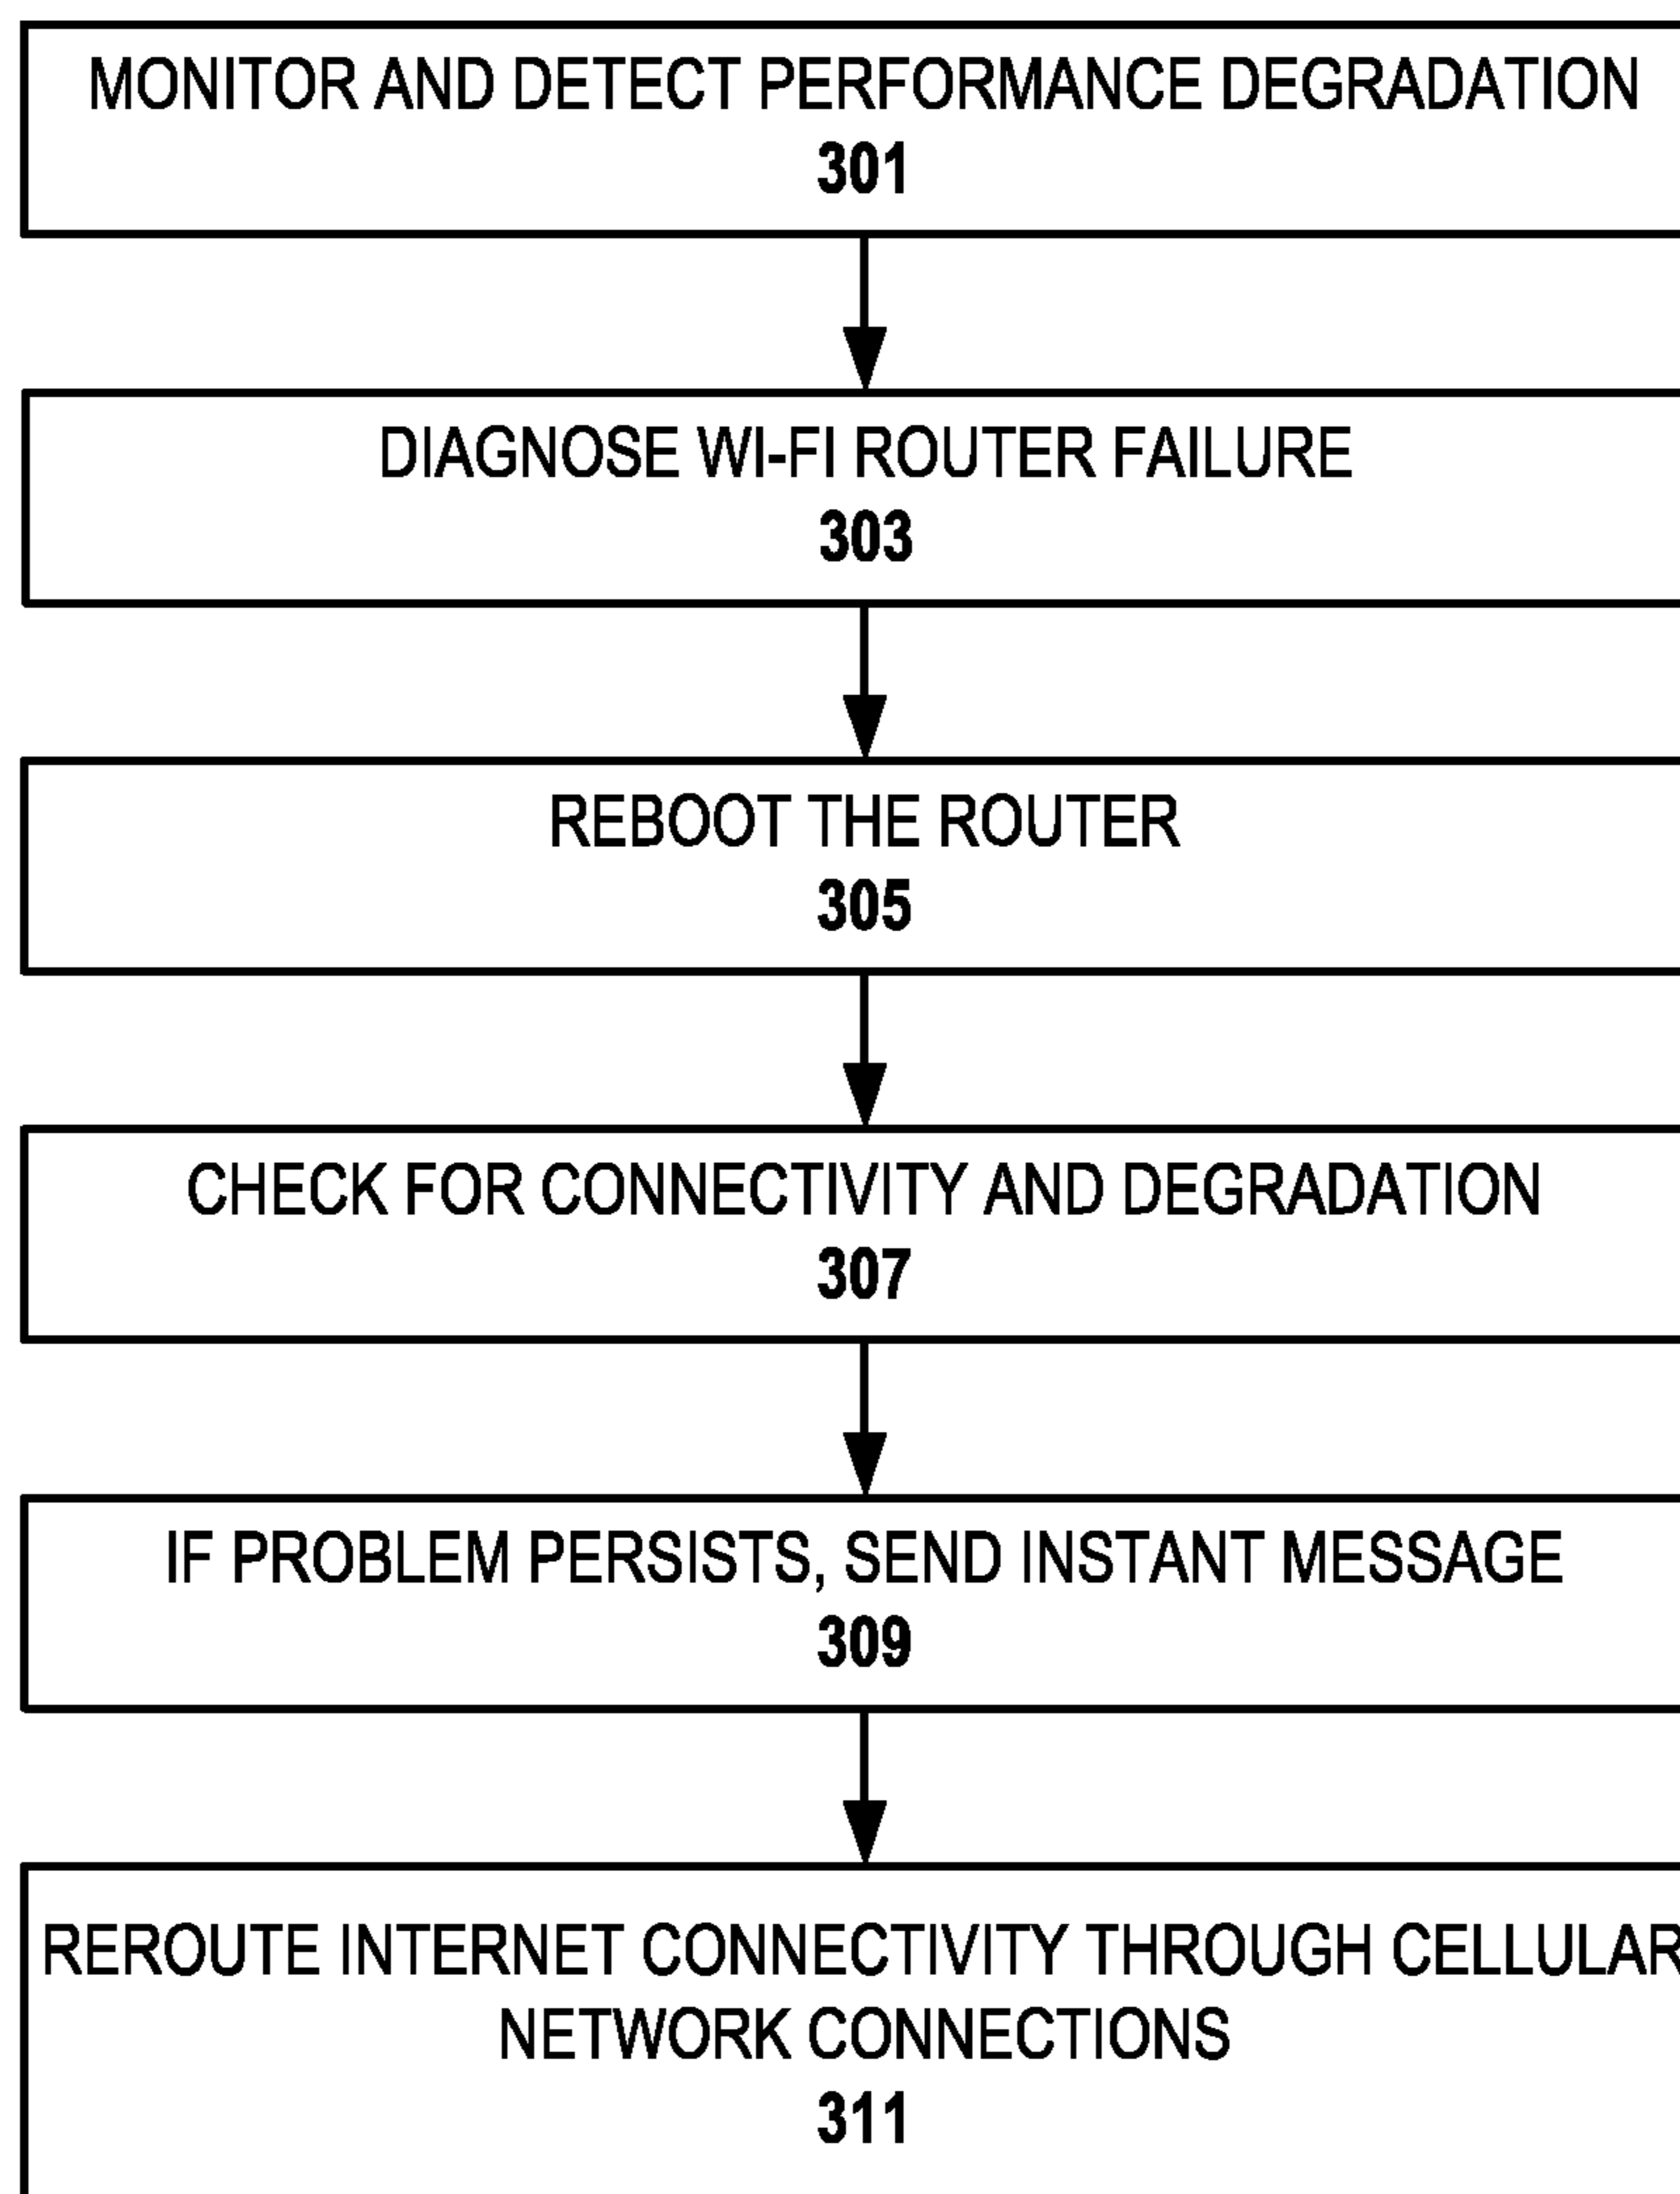 MONITOR AND DETECT PERFORMANCE DEGRADATION
301
DIAGNOSE WI-FI ROUTER FAILURE
303
REBOOT THE ROUTER
305
CHECK FOR CONNECTIVITY AND DEGRADATION
307
IF PROBLEM PERSISTS, SEND INSTANT MESSAGE
309
REROUTE INTERNET CONNECTIVITY THROUGH CELLULAR
NETWORK CONNECTIONS
311